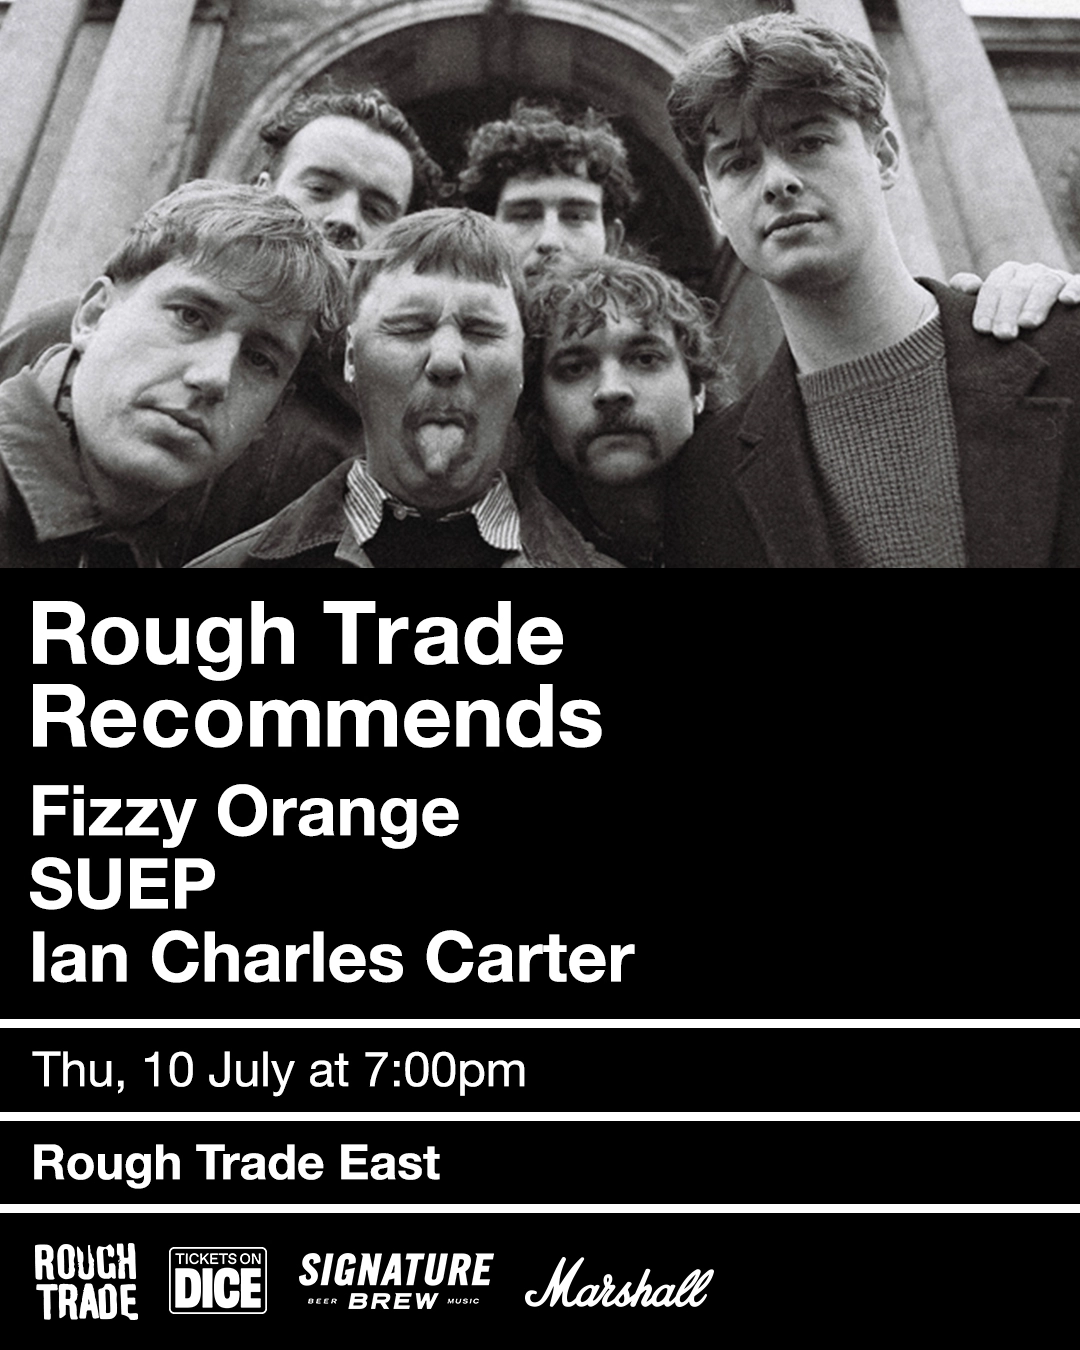 Rough Trade
Recommends
Fizzy Orange
SUEP
Ian Charles Carter
Thu, 10 July at 7:00pm
Rough Trade East
ROUGH
TRADE
TICKETS ON
DICE
SIGNATURE
BEER BREW MUSIC
Marshall